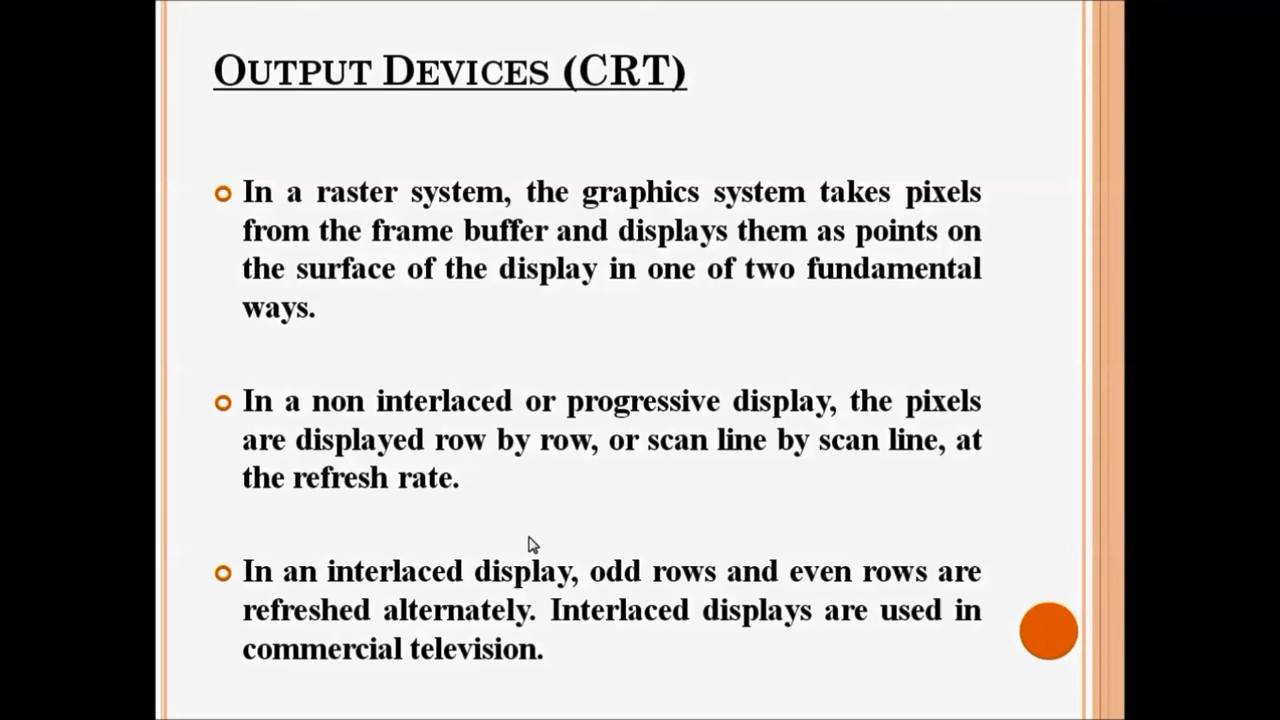 OUTPUT DEVICES (CRT)
In a raster system, the graphics system takes pixels
from the frame buffer and displays them as points on
the surface of the display in one of two fundamental
ways.
In a non interlaced or progressive display, the pixels
are displayed row by row, or scan line by scan line, at
the refresh rate.
In an interlaced display, odd rows and even rows are
refreshed alternately. Interlaced displays are used in
commercial television.